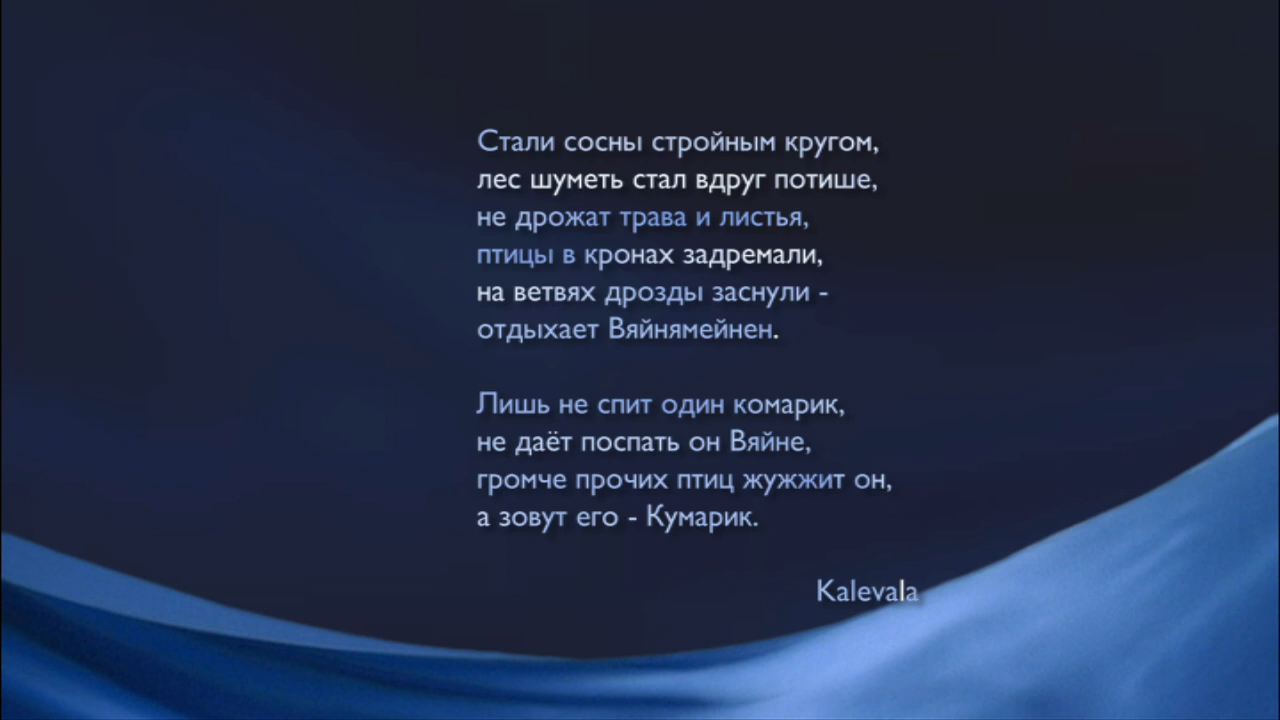 Стали сосны стройным кругом,
лес шуметь стал вдруг потише,
не дрожат трава и листья,
птицы в кронах задремали,
на ветвях дрозды заснули -
отдыхает Вяйнямейнен.
Лишь не спит один комарик,
не даёт поспать он Вяйне,
громче прочих птиц жужжит он,
а зовут его - Кумарик.
Kalevala